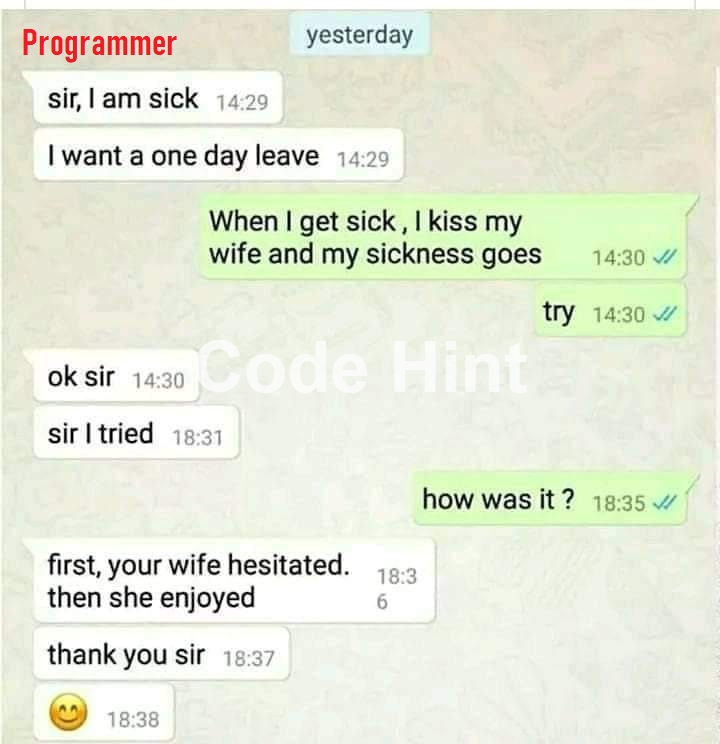 yesterday
Programmer
sir, I am sick 14:29
I want a one day leave 14:29
When I get sick , I kiss my
wife and my sickness goes 14:30
try 14:30
Code Hint
ok sir 14:30
sir I tried 18:31
how was it ? 18:35
first, your wife hesitated. 18:3
then she enjoyed 6
thank you sir 18:37
18:38